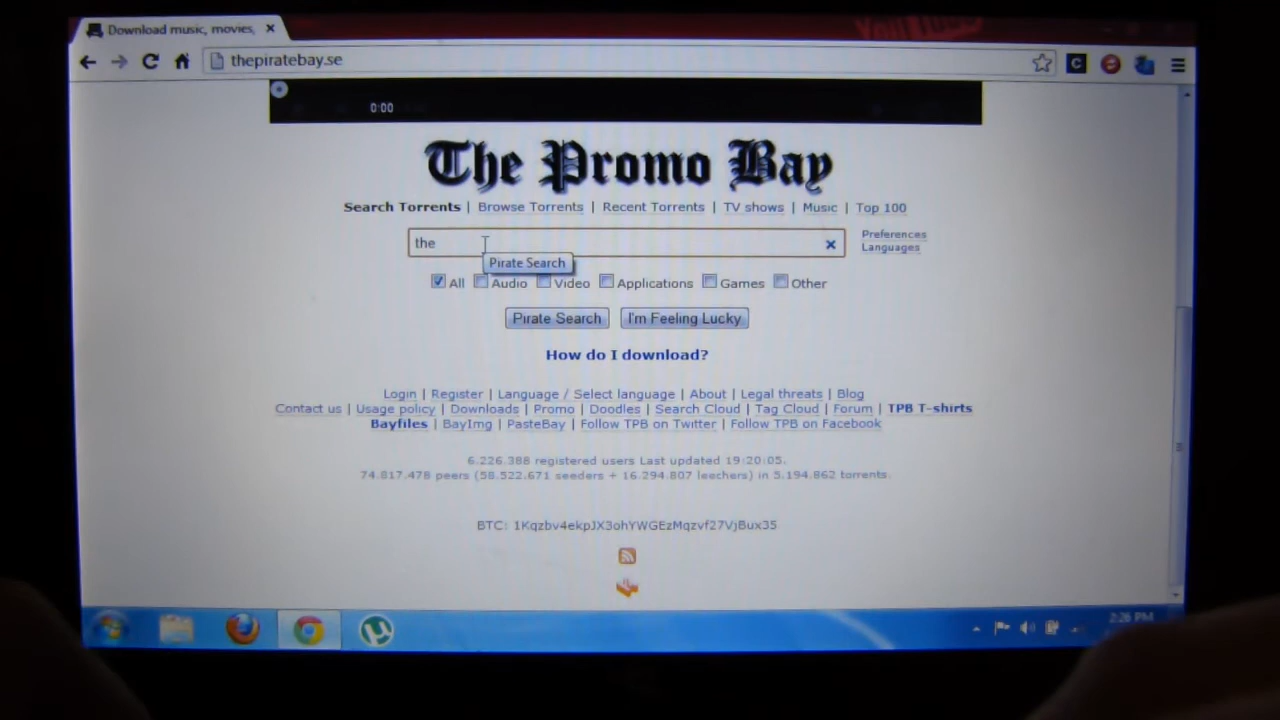 Download music, movies,
thepiratebay.se
0:00
The Promo Bay
Search Torrents | Browse Torrents | Recent Torrents | TV shows | Music | Top 100
the
Preferences
Languages
Pirate Search
All Audio Video Applications Games Other
Pirate Search I'm Feeling Lucky
How do I download?
Login | Register | Language / Select language | About | Legal threats | Blog
Contact us | Usage policy | Downloads | Promo | Doodles | Search Cloud | Tag Cloud | Forum | TPB T-shirts
Bayfiles | BayImg | PasteBay | Follow TPB on Twitter | Follow TPB on Facebook
6.226.388 registered users Last updated 19:20:05.
74.817.478 peers (58.522.671 seeders + 16.294.807 leechers) in 5.194.862 torrents.
BTC: 1Kqzbv4ekpJX3ohYWGEzMqzvf27VjBux35
2:26 PM